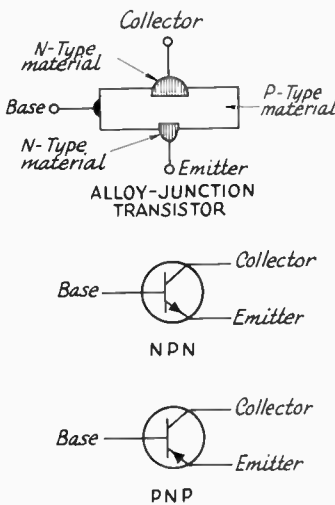 Collector
N-Type
material
P-Type
material
Base
N-Type
material
Emitter
ALLOY-JUNCTION
TRANSISTOR
Collector
Base
Emitter
NPN
Collector
Base
Emitter
PNP